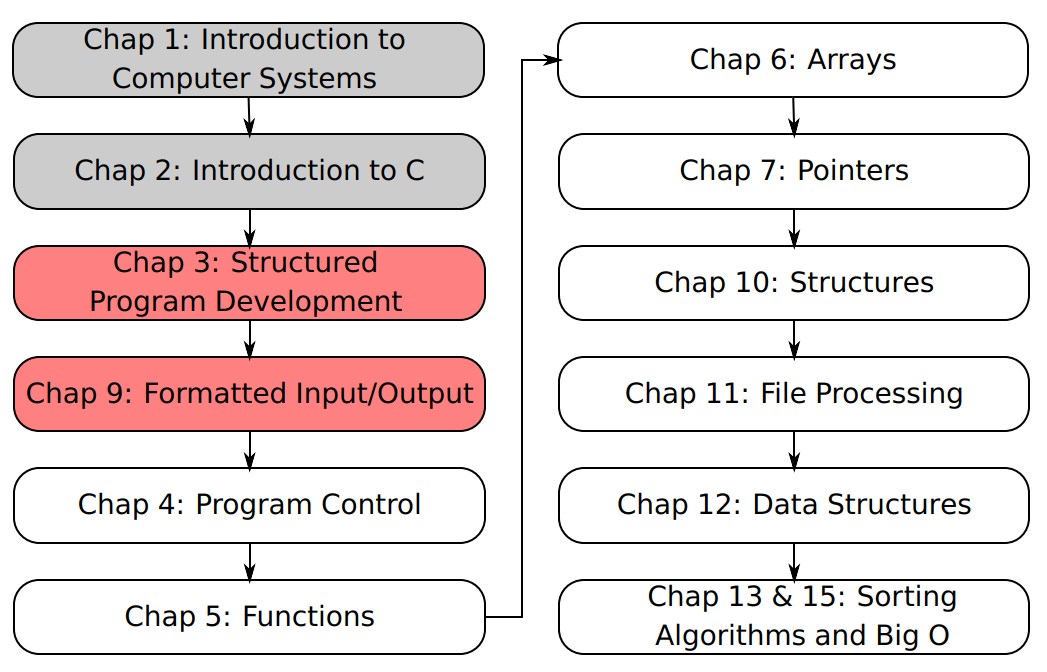 Chap 1: Introduction to
Computer Systems
Chap 2: Introduction to C
Chap 3: Structured
Program Development
Chap 9: Formatted Input/Output
Chap 4: Program Control
Chap 5: Functions
Chap 6: Arrays
Chap 7: Pointers
Chap 10: Structures
Chap 11: File Processing
Chap 12: Data Structures
Chap 13 & 15: Sorting
Algorithms and Big O